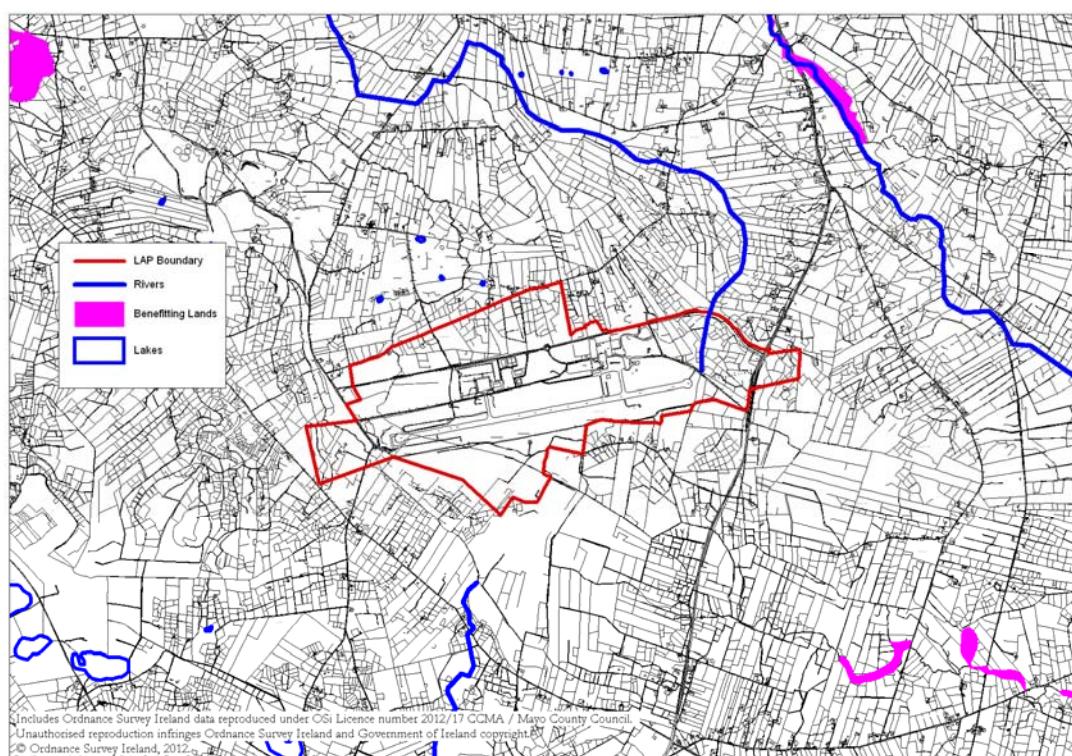 LAP Boundary
Rivers
Benefitting Lands
Lakes
Includes Ordnance Survey Ireland data reproduced under OSi Licence number 2012/17 CCMA / Mayo County Council.
Unauthorised reproduction infringes Ordnance Survey Ireland and Government of Ireland copyright.
© Ordnance Survey Ireland, 2012.